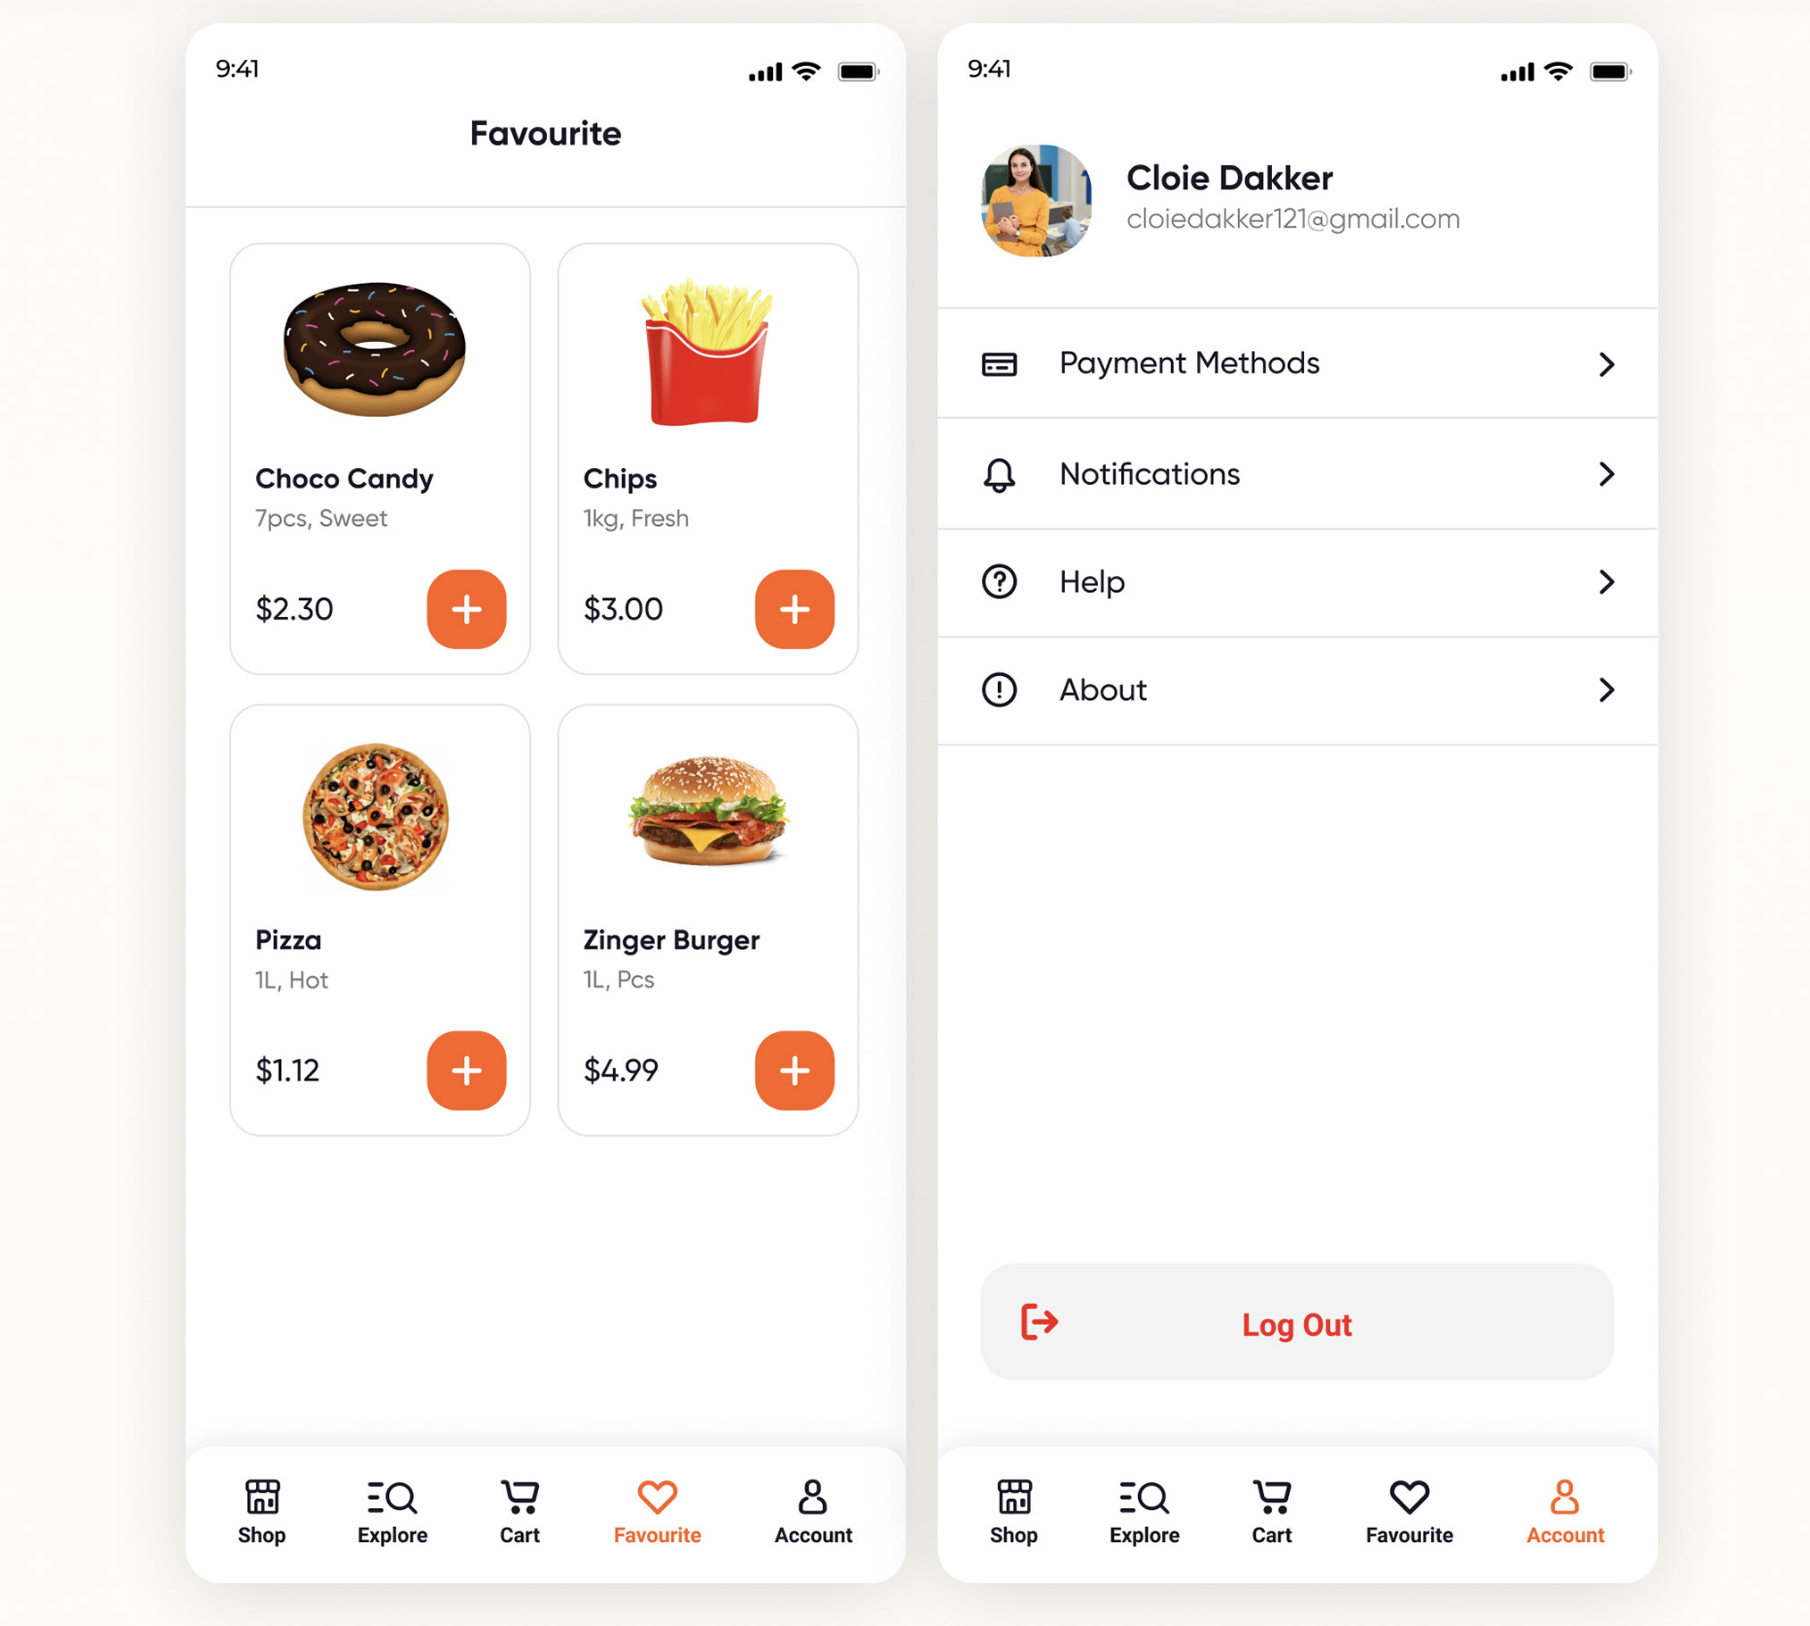 9:41
Favourite
Choco Candy
7pcs, Sweet
$2.30
Chips
1kg, Fresh
$3.00
Pizza
1L, Hot
$1.12
Zinger Burger
1L, Pcs
$4.99
Shop
Explore
Cart
Favourite
Account
9:41
Cloie Dakker
cloiedakker121@gmail.com
Payment Methods
Notifications
Help
About
Log Out
Shop
Explore
Cart
Favourite
Account